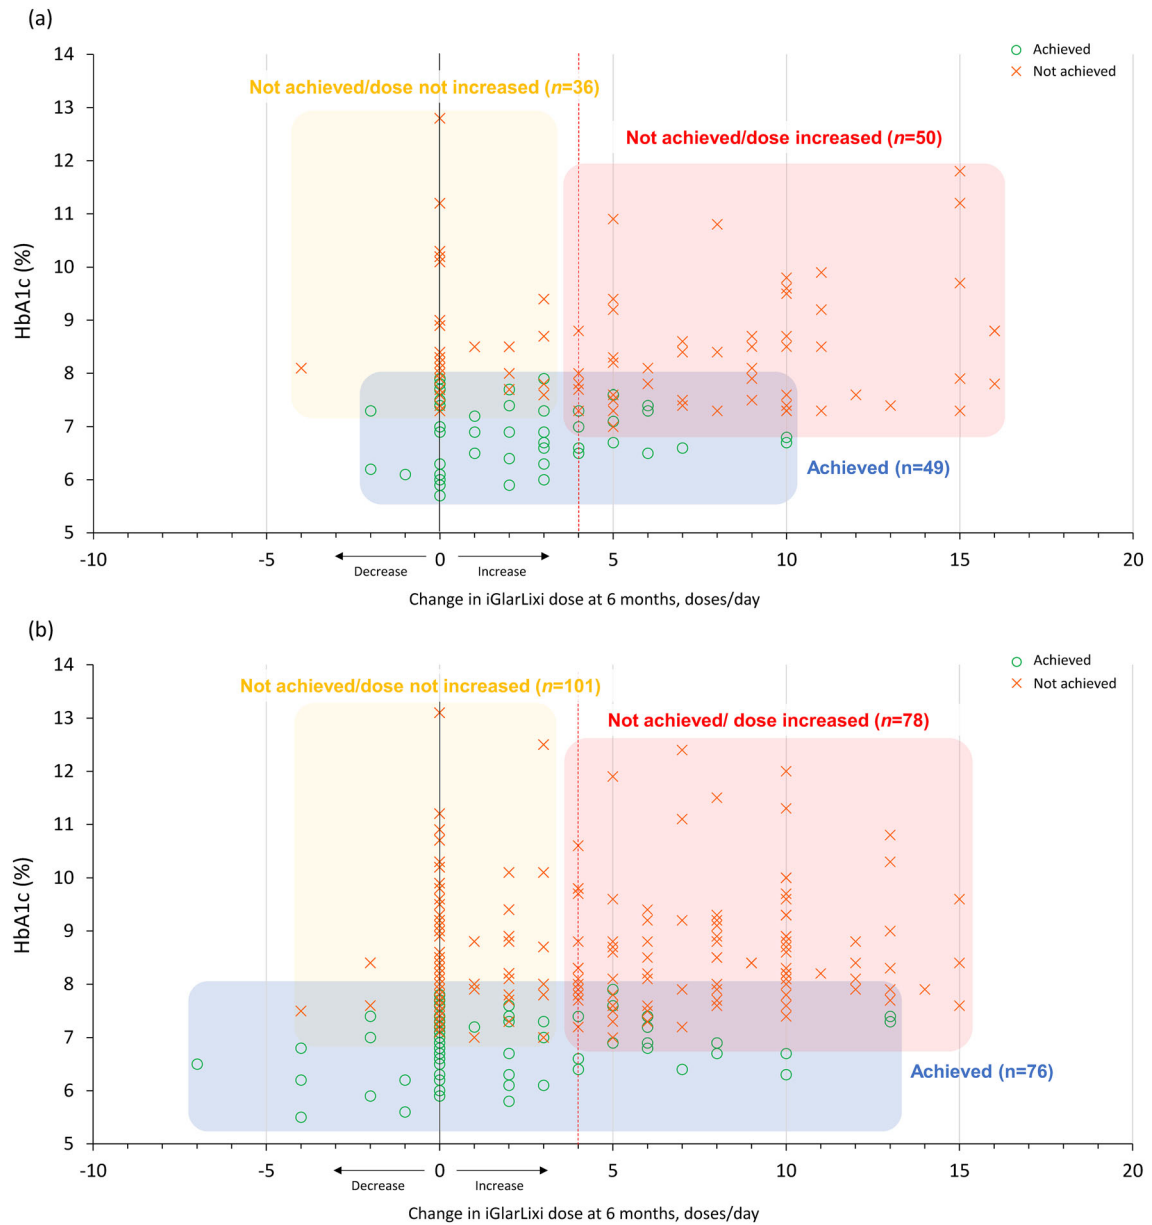 (a)
14
13
12
11
10
9
8
7
6
5
HbA1c (%)
Achieved
Not achieved
Not achieved/dose not increased (n=36)
Not achieved/dose increased (n=50)
Achieved (n=49)
-10
-5
0
5
10
15
20
Decrease
Increase
Change in iGlarLixi dose at 6 months, doses/day
(b)
14
13
12
11
10
9
8
7
6
5
HbA1c (%)
Achieved
Not achieved
Not achieved/dose not increased (n=101)
Not achieved/ dose increased (n=78)
Achieved (n=76)
-10
-5
0
5
10
15
20
Decrease
Increase
Change in iGlarLixi dose at 6 months, doses/day